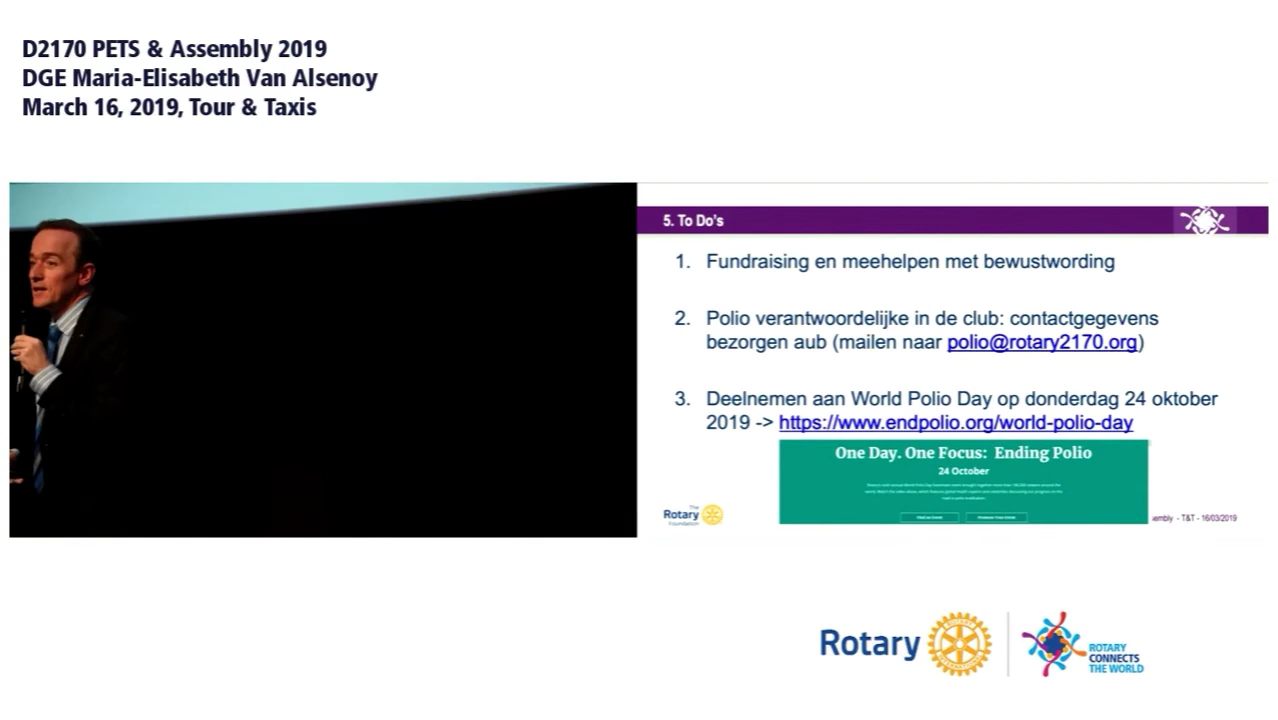 D2170 PETS & Assembly 2019
DGE Maria-Elisabeth Van Alsenoy
March 16, 2019, Tour & Taxis
5. To Do's
1. Fundraising en meehelpen met bewustwording
2. Polio verantwoordelijke in de club: contactgegevens
bezorgen aub (mailen naar polio@rotary2170.org)
3. Deelnemen aan World Polio Day op donderdag 24 oktober
2019 -> https://www.endpolio.org/world-polio-day
One Day. One Focus: Ending Polio
24 October
The
Rotary
Foundation
embly - T&T - 16/03/2019
Rotary
ROTARY
CONNECTS
THE WORLD